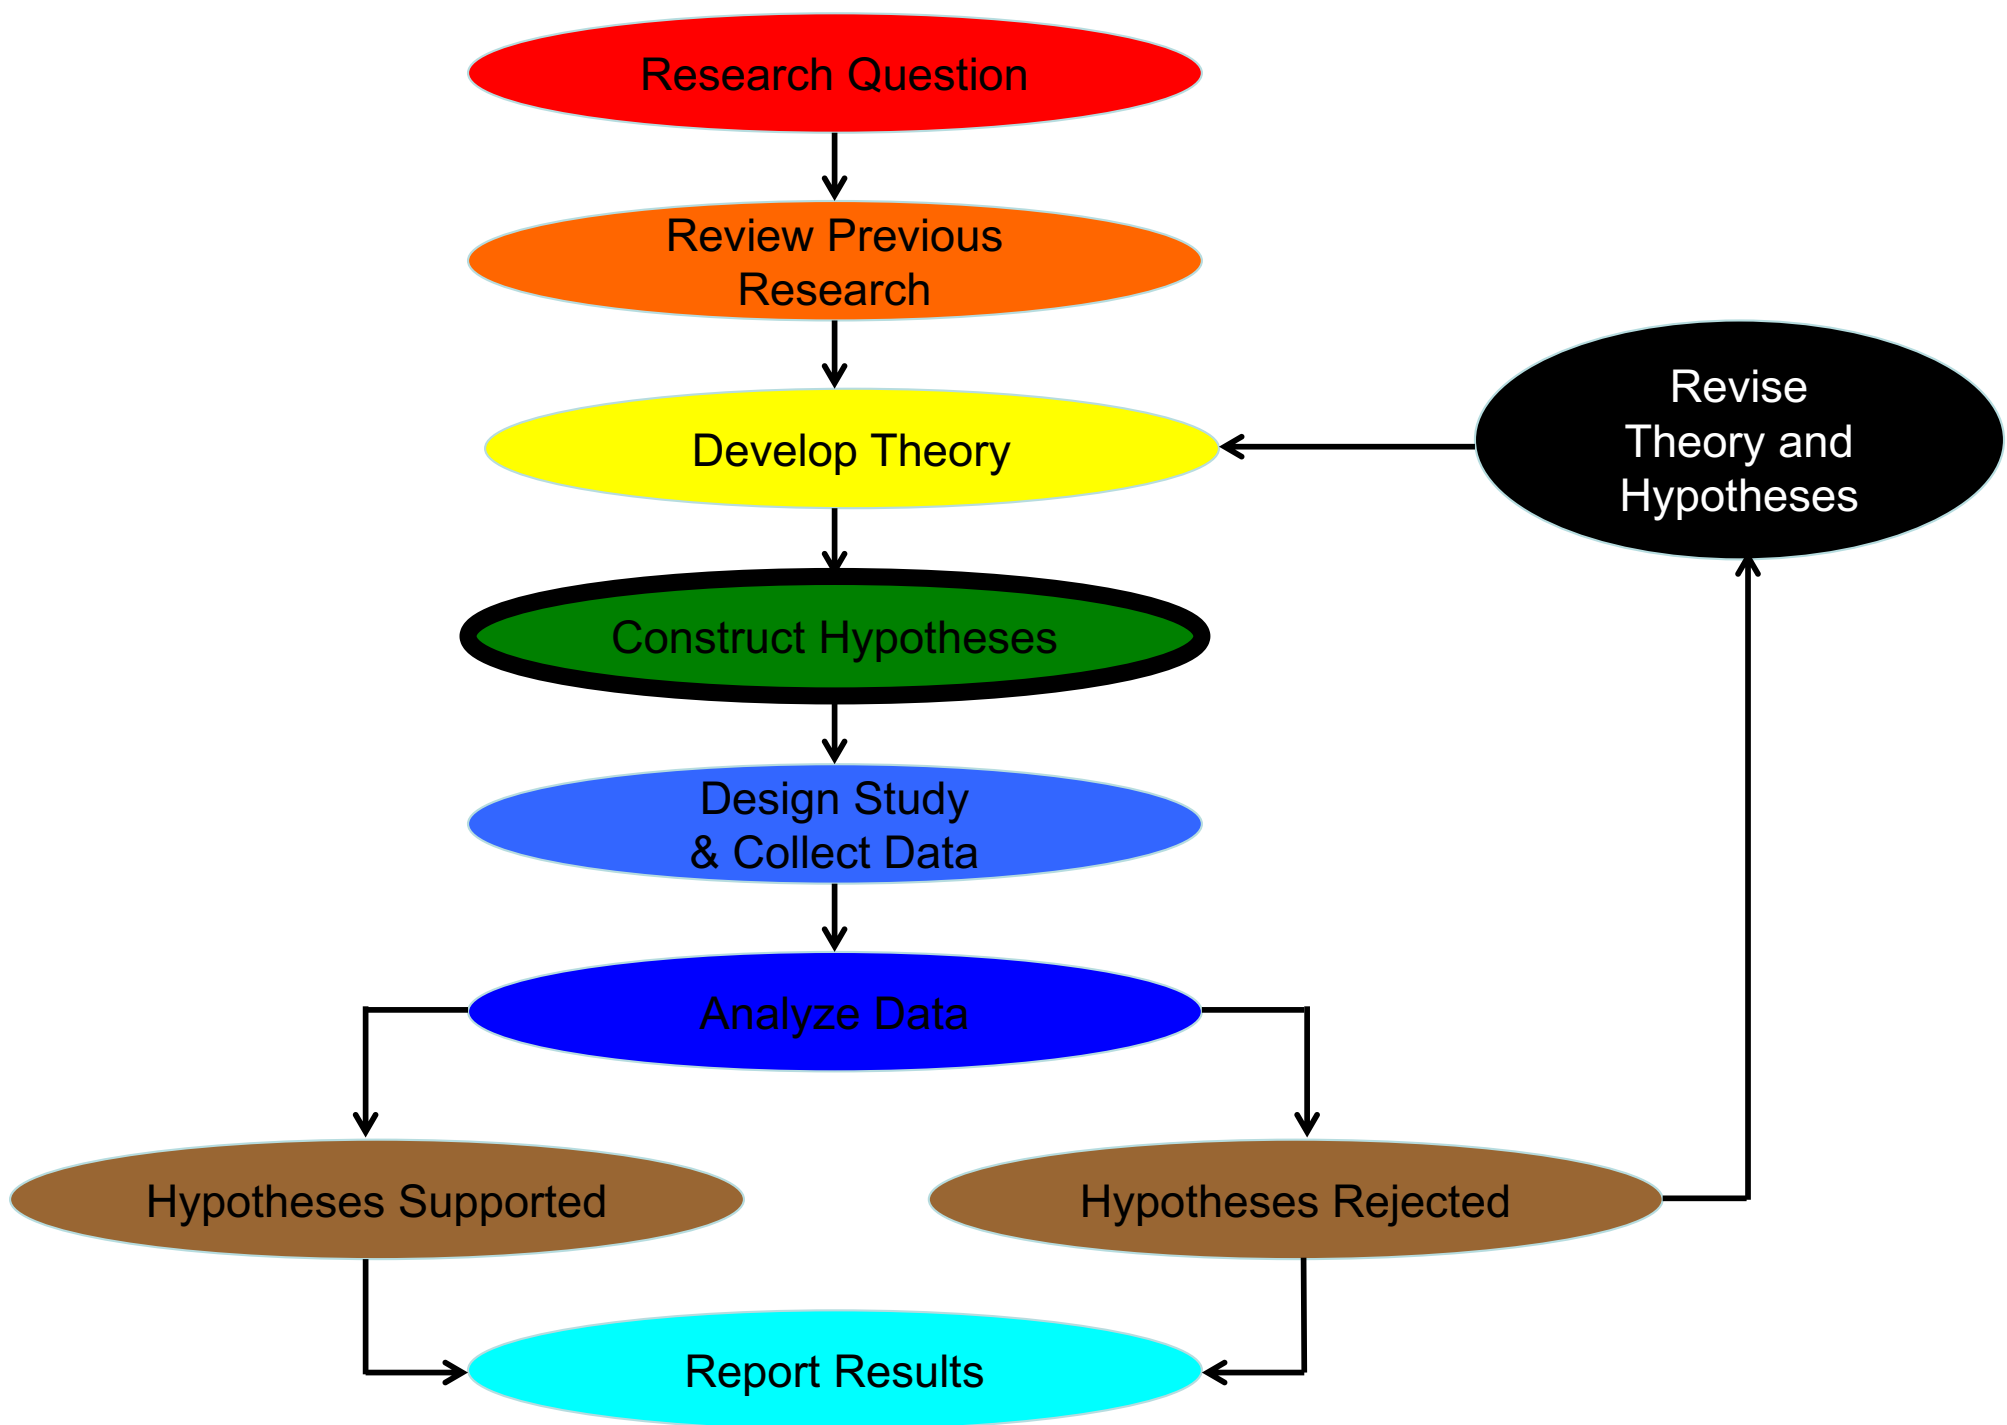 Research Question
Review Previous
Research
Develop Theory
Revise
Theory and
Hypotheses
Construct Hypotheses
Design Study
& Collect Data
Analyze Data
Hypotheses Supported
Hypotheses Rejected
Report Results